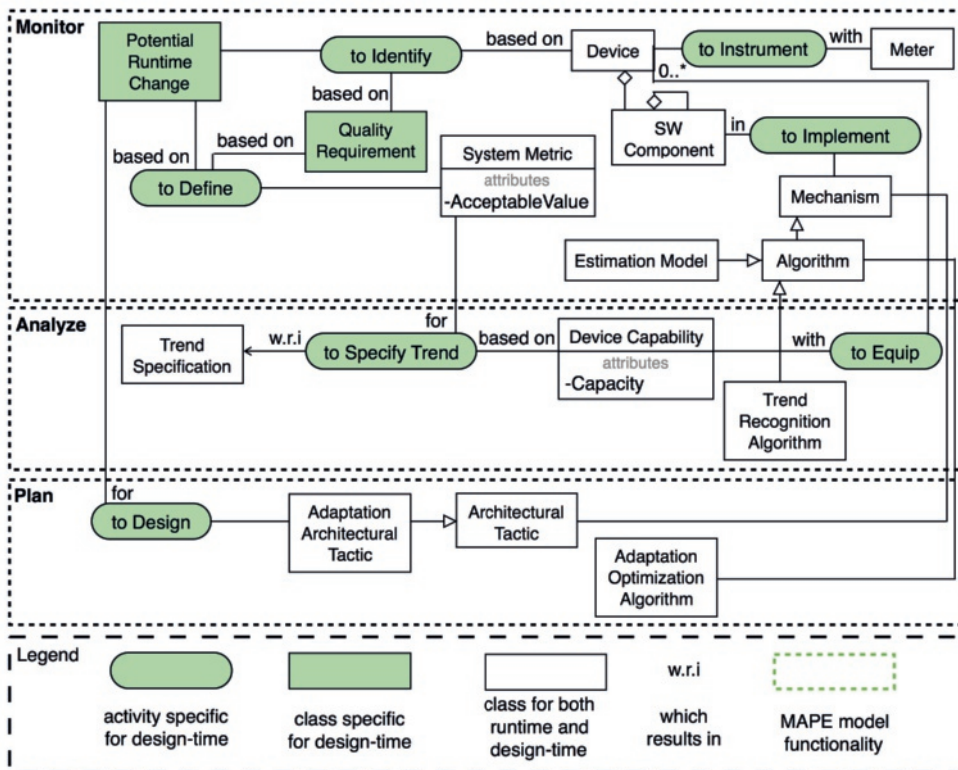 Monitor
Potential
Runtime
Change
to Identify
based on
Device
0..*
to Instrument
with
Meter
based on
Quality
Requirement
based on
based on
to Define
System Metric
attributes
-AcceptableValue
SW
Component
in
to Implement
Mechanism
Estimation Model
Algorithm
Analyze
Trend
Specification
w.r.i
for
to Specify Trend
based on
Device Capability
attributes
-Capacity
with
to Equip
Trend
Recognition
Algorithm
Plan
for
to Design
Adaptation
Architectural
Tactic
Architectural
Tactic
Adaptation
Optimization
Algorithm
Legend
activity specific
for design-time
class specific
for design-time
class for both
runtime and
design-time
w.r.i
which
results in
MAPE model
functionality